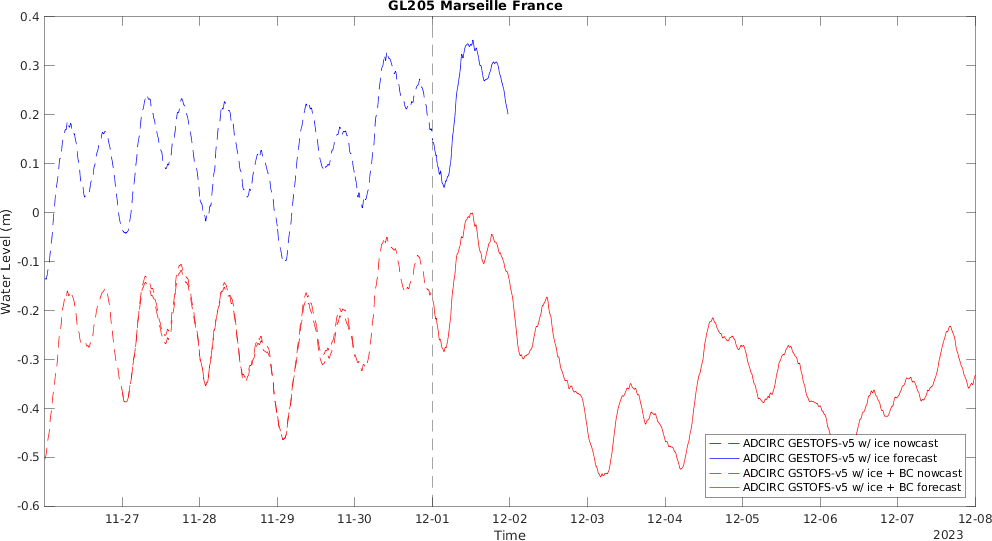 GL205 Marseille France
0.4
0.3
0.2
0.1
0
-0.1
-0.2
-0.3
-0.4
-0.5
-0.6
Water Level (m)
ADCIRC GESTOFS-v5 w/ ice nowcast
ADCIRC GESTOFS-v5 w/ ice forecast
ADCIRC GSTOFS-v5 w/ ice + BC nowcast
ADCIRC GSTOFS-v5 w/ ice + BC forecast
11-27 11-28 11-29 11-30 12-01 12-02 12-03 12-04 12-05 12-06 12-07 12-08
Time
2023